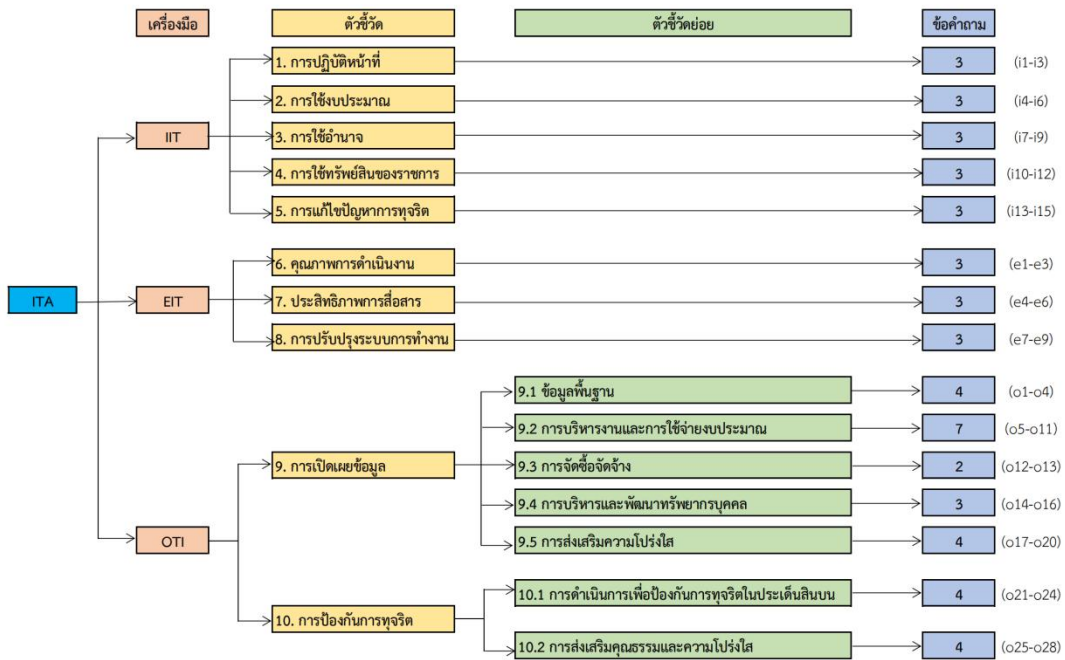 เครื่องมือ ตัวชี้วัด ตัวชี้วัดย่อย ข้อคำถาม
1. การปฏิบัติหน้าที่ 3 (i1-i3)
2. การใช้งบประมาณ 3 (i4-i6)
IIT 3. การใช้อำนาจ 3 (i7-i9)
4. การใช้ทรัพย์สินของราชการ 3 (i10-i12)
5. การแก้ไขปัญหาการทุจริต 3 (i13-i15)
6. คุณภาพการดำเนินงาน 3 (e1-e3)
ITA EIT 7. ประสิทธิภาพการสื่อสาร 3 (e4-e6)
8. การปรับปรุงระบบการทำงาน 3 (e7-e9)
9.1 ข้อมูลพื้นฐาน 4 (o1-o4)
9.2 การบริหารงานและการใช้จ่ายงบประมาณ 7 (o5-o11)
9. การเปิดเผยข้อมูล 9.3 การจัดซื้อจัดจ้าง 2 (o12-o13)
9.4 การบริหารและพัฒนาทรัพยากรบุคคล 3 (o14-o16)
OTI 9.5 การส่งเสริมความโปร่งใส 4 (o17-o20)
10.1 การดำเนินการเพื่อป้องกันการทุจริตในประเด็นสินบน 4 (o21-o24)
10. การป้องกันการทุจริต
10.2 การส่งเสริมคุณธรรมและความโปร่งใส 4 (o25-o28)